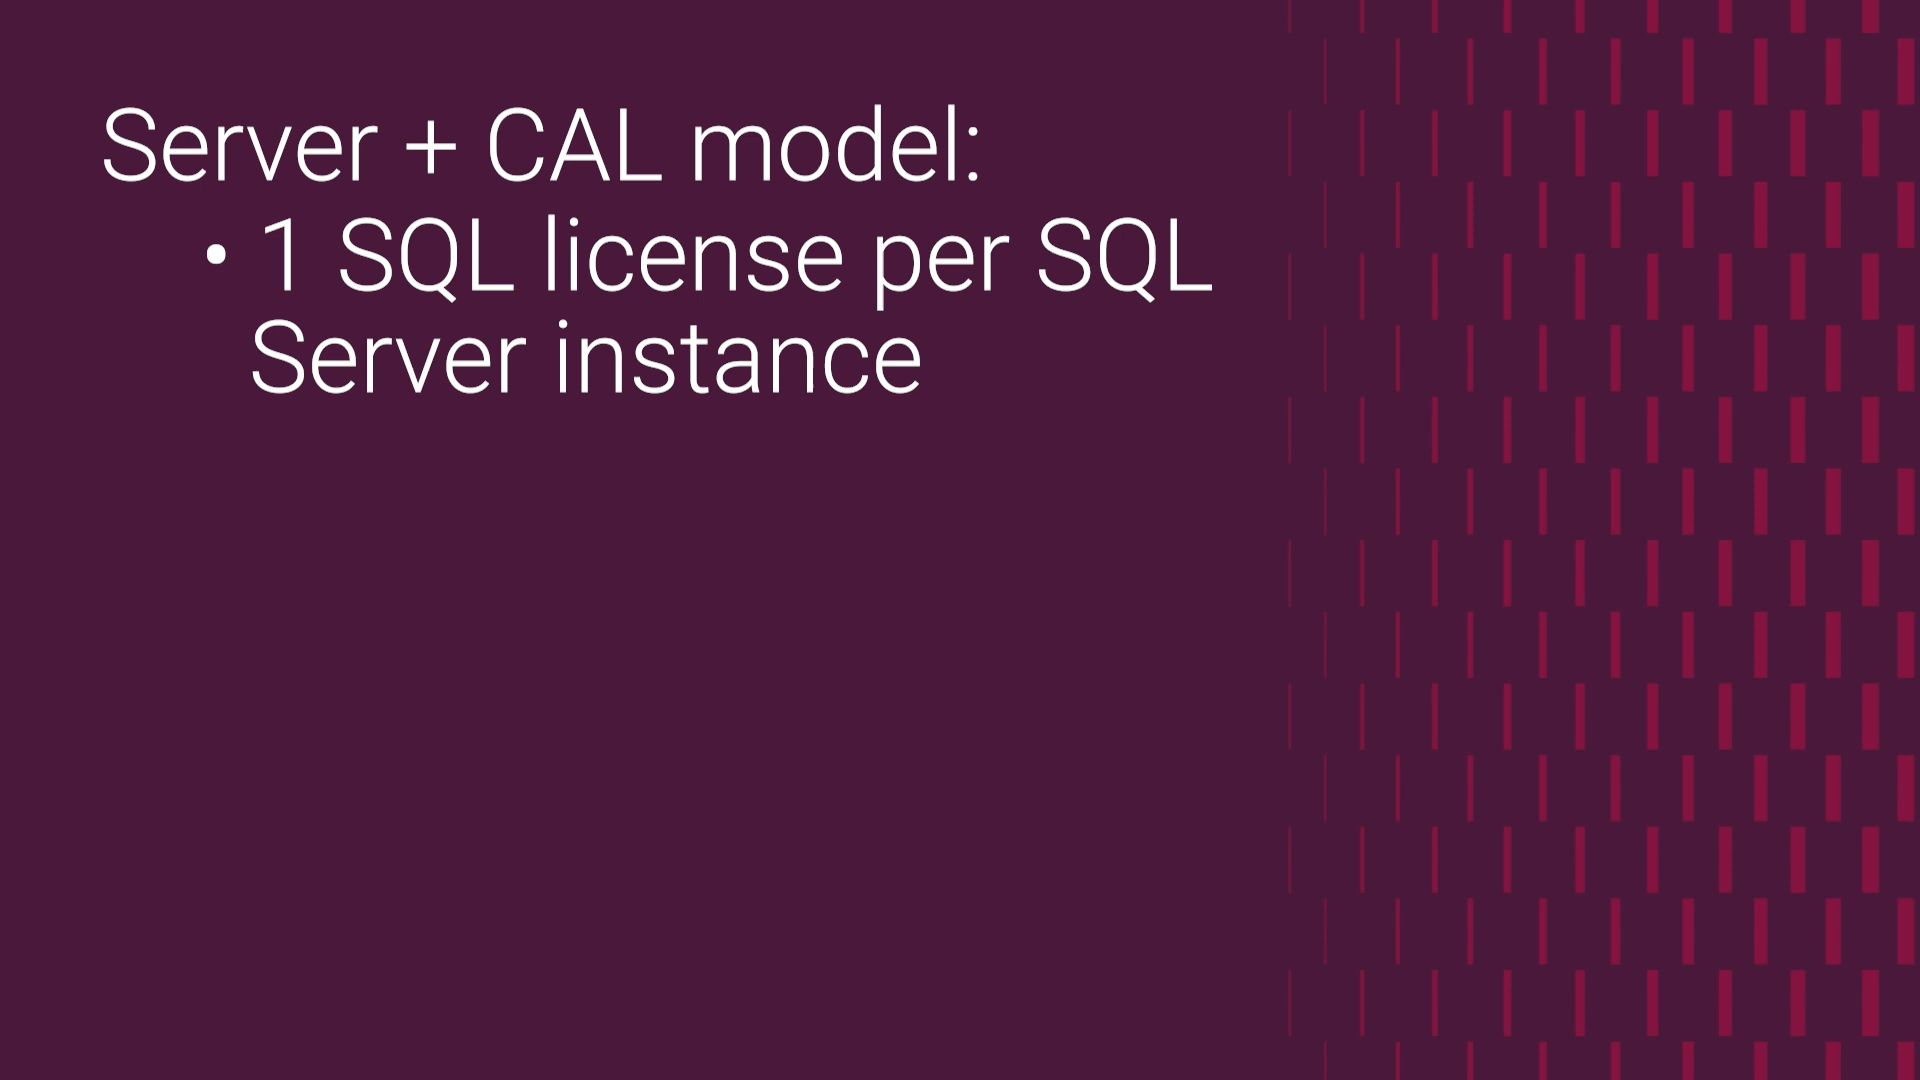 Server + CAL model:
• 1 SQL license per SQL
Server instance